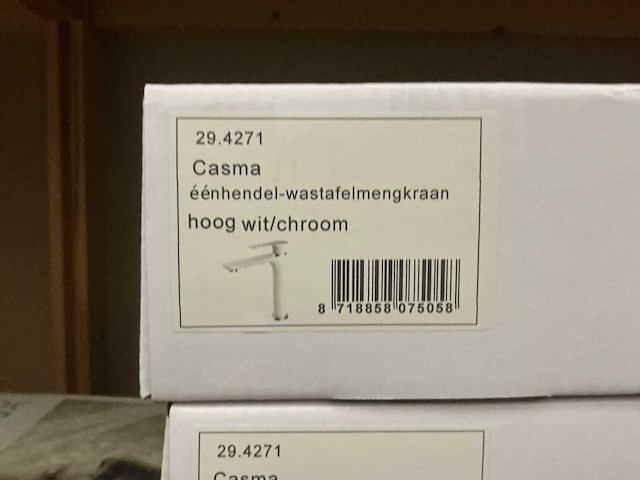 29.4271
Casma
éénhendel-wastafelmengkraan
hoog wit/chroom
8 718858 075058
29.4271
Casma